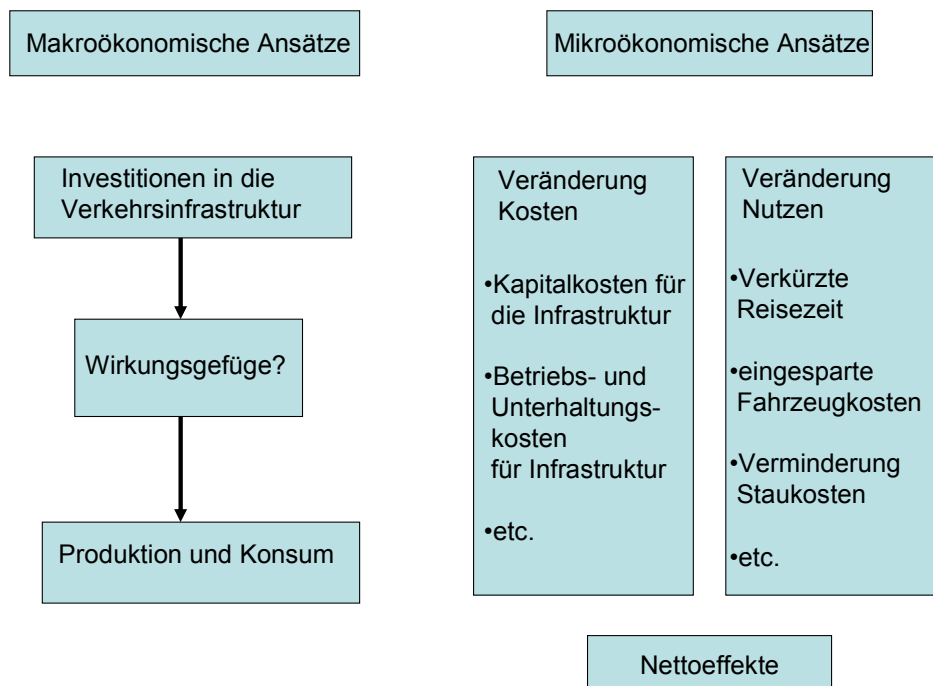 Makroökonomische Ansätze
Mikroökonomische Ansätze
Investitionen in die
Verkehrsinfrastruktur
Wirkungsgefüge?
Produktion und Konsum
Veränderung
Kosten
•Kapitalkosten für
die Infrastruktur
•Betriebs- und
Unterhaltungs-
kosten
für Infrastruktur
•etc.
Veränderung
Nutzen
•Verkürzte
Reisezeit
•eingesparte
Fahrzeugkosten
•Verminderung
Staukosten
•etc.
Nettoeffekte